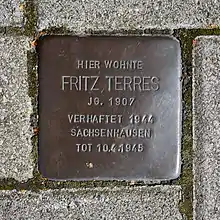 HIER WOHNTE
FRITZ TERRES
JG. 1907
VERHAFTET 1944
SACHSENHAUSEN
TOT 10.4.1945